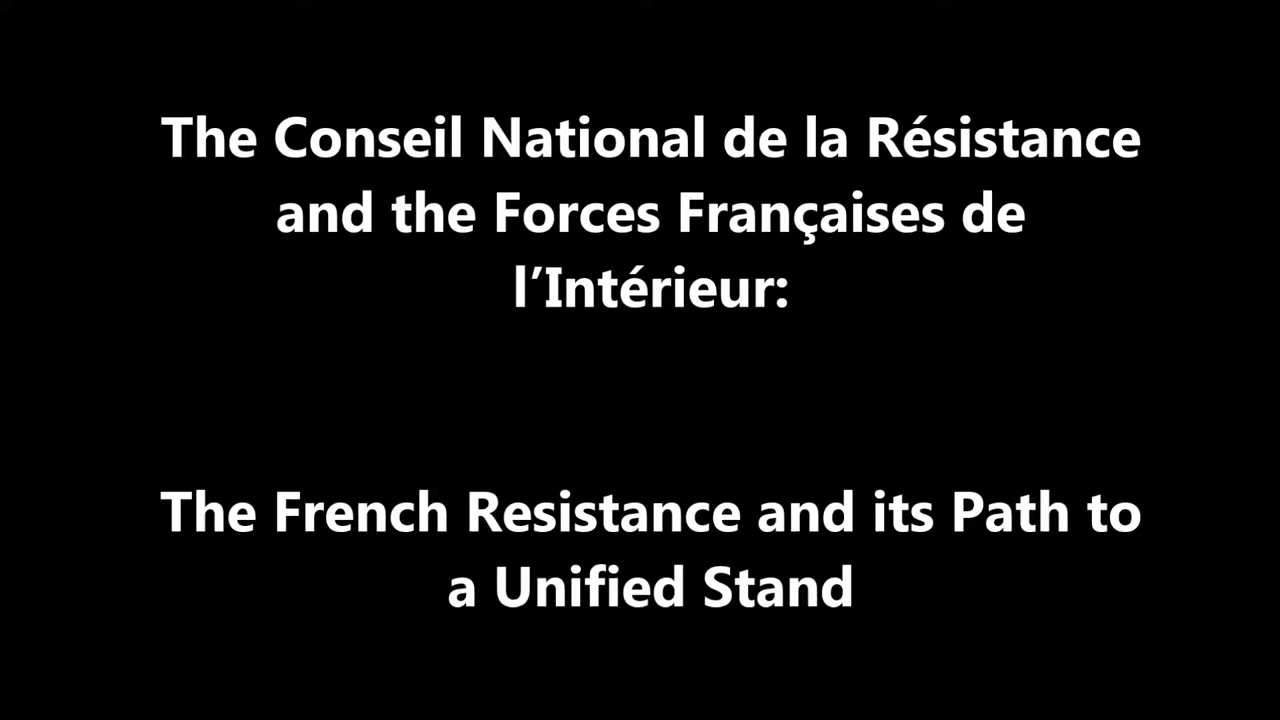 The Conseil National de la Résistance
and the Forces Françaises de
l’Intérieur:
The French Resistance and its Path to
a Unified Stand